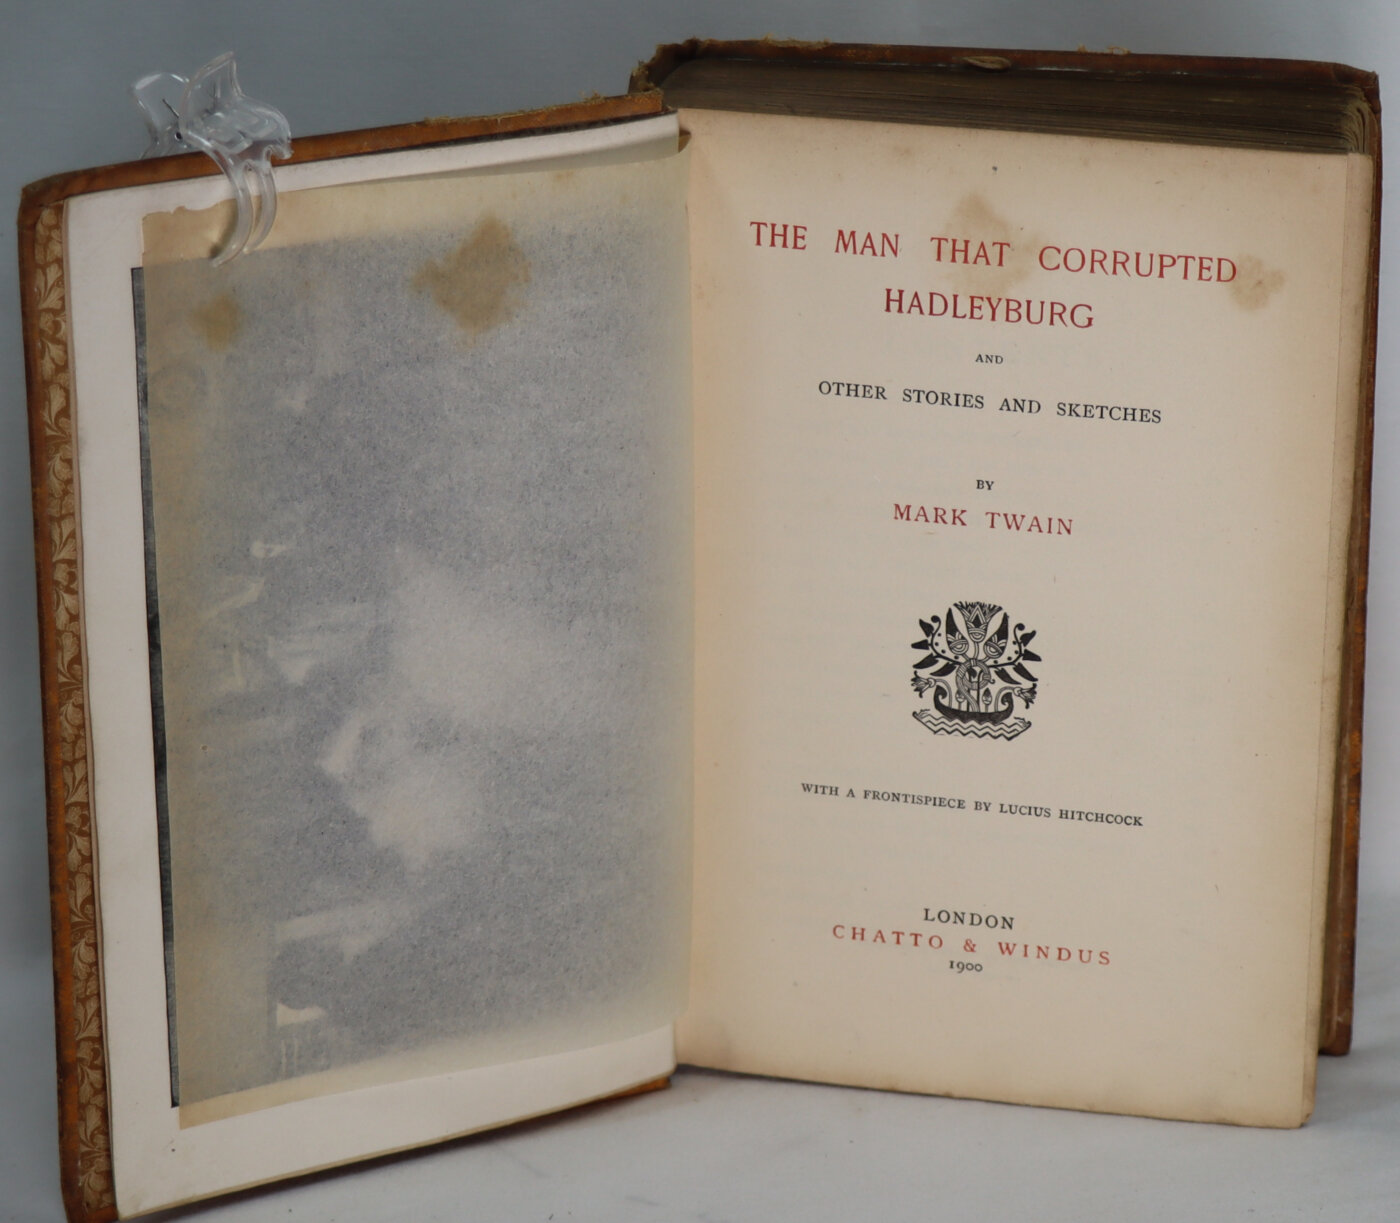 THE MAN THAT CORRUPTED
HADLEYBURG
AND
OTHER STORIES AND SKETCHES
BY
MARK TWAIN
WITH A FRONTISPIECE BY LUCIUS HITCHCOCK
LONDON
CHATTO & WINDUS
1900